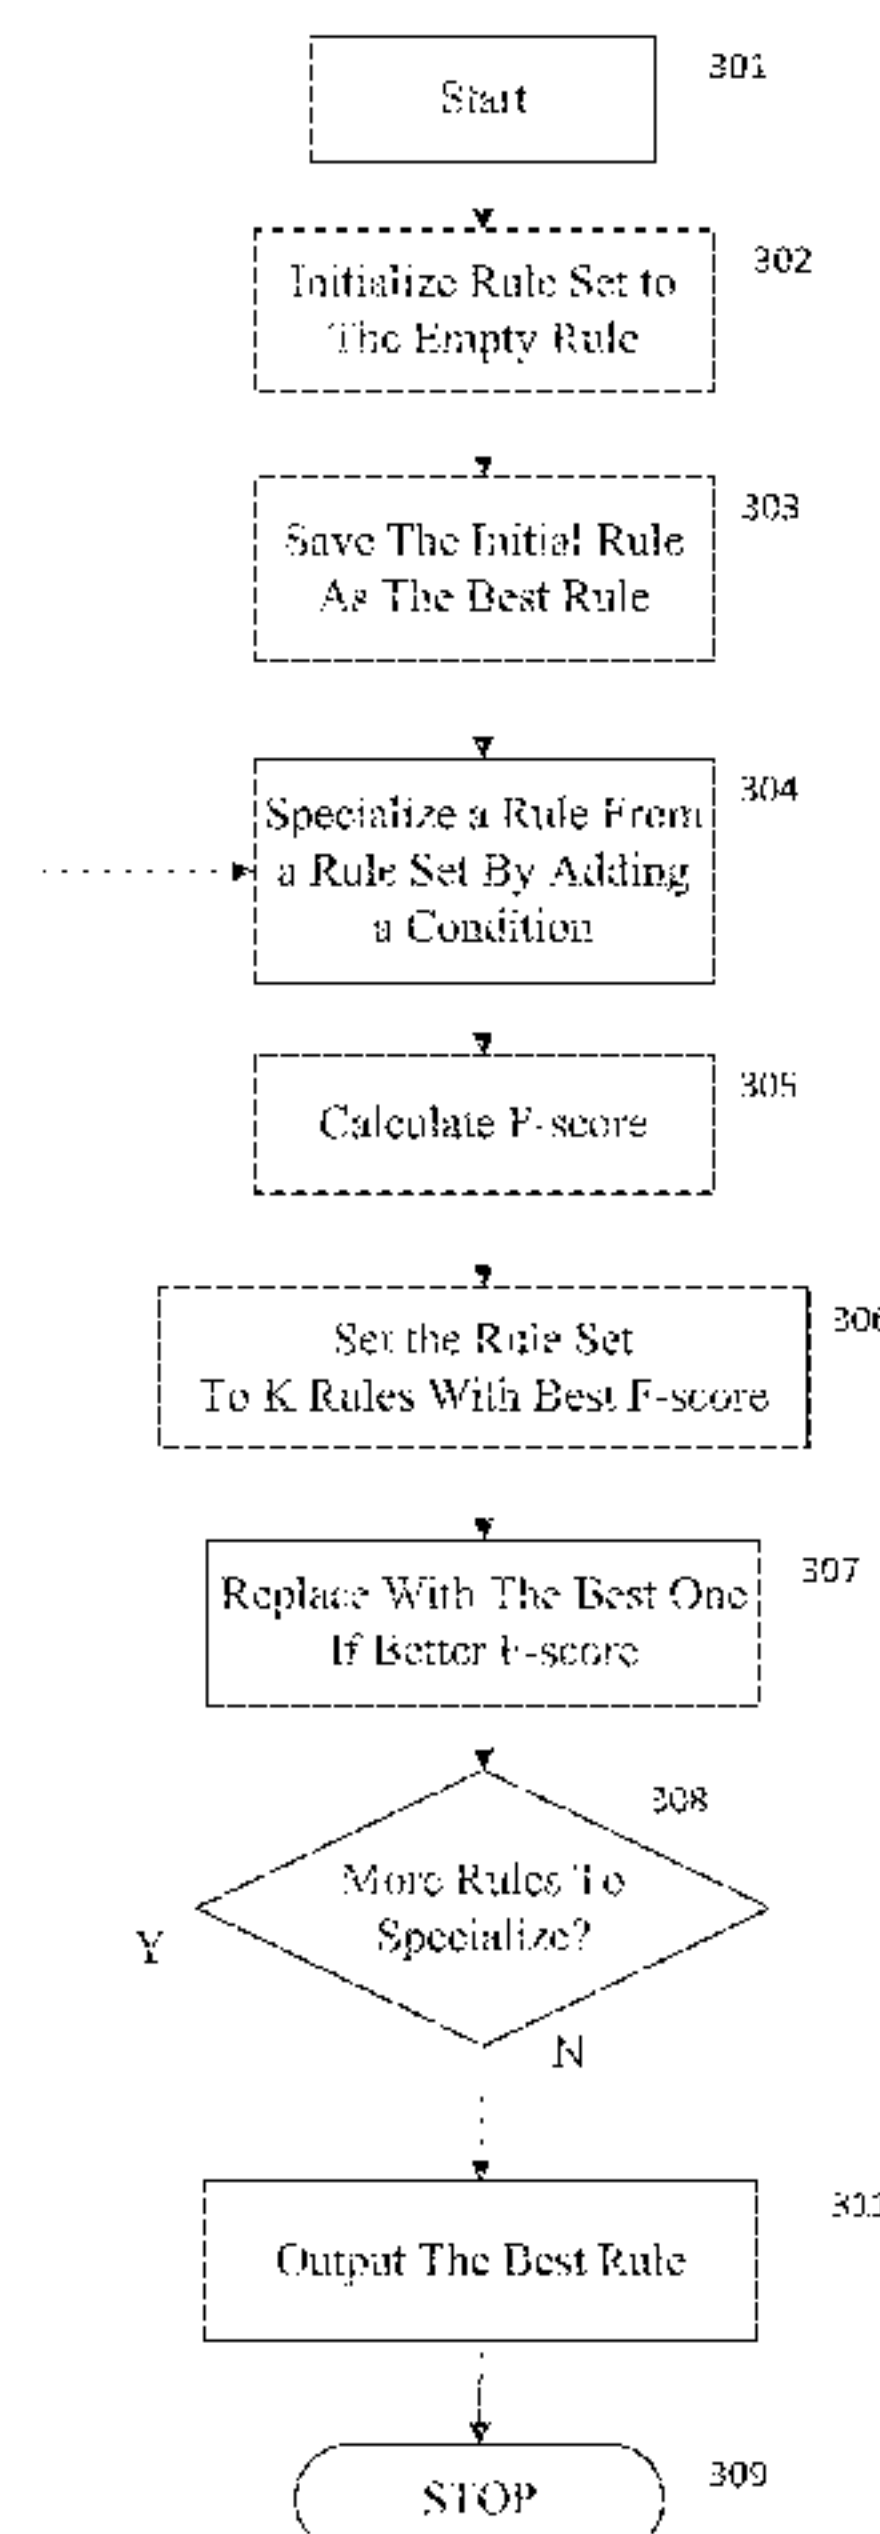 Start
301
Initialize Rule Set to
The Empty Rule
302
Save The Initial Rule
As The Best Rule
303
Specialize a Rule From
a Rule Set By Adding
a Condition
304
Calculate F-score
305
Set the Rule Set
To K Rules With Best F-score
306
Replace With The Best One
If Better F-score
307
308
More Rules To
Specialize?
Y
N
Output The Best Rule
311
STOP
309